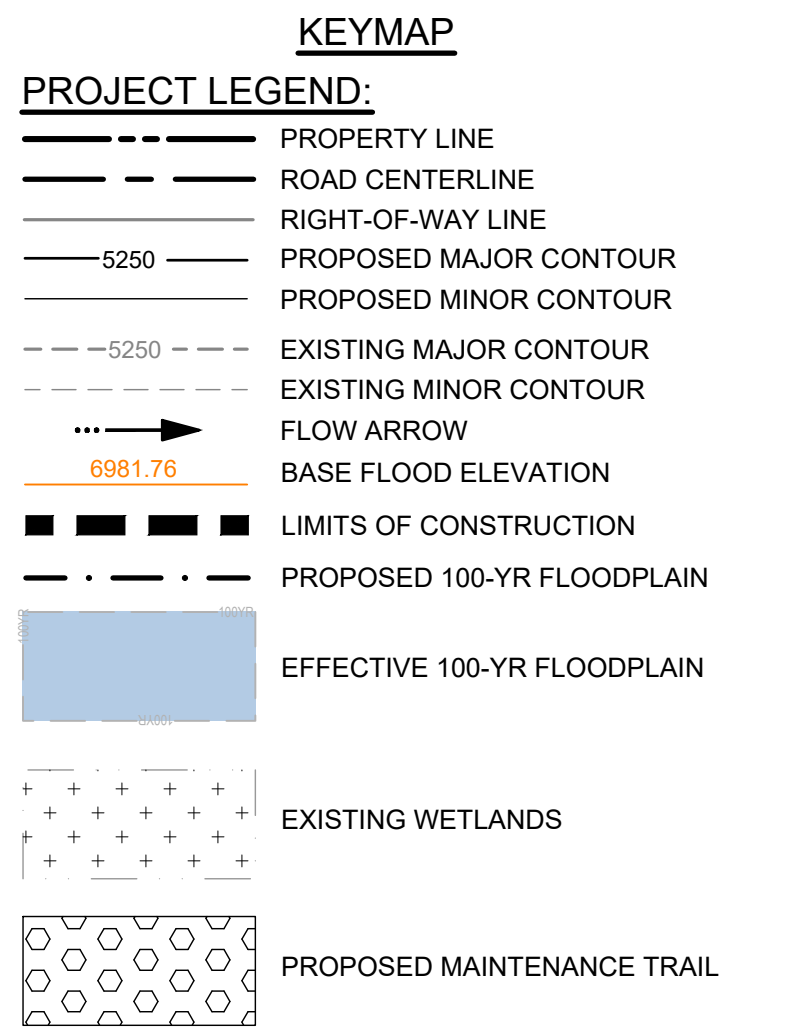 KEYMAP
PROJECT LEGEND:
PROPERTY LINE
ROAD CENTERLINE
RIGHT-OF-WAY LINE
5250 PROPOSED MAJOR CONTOUR
PROPOSED MINOR CONTOUR
5250 EXISTING MAJOR CONTOUR
EXISTING MINOR CONTOUR
FLOW ARROW
6981.76 BASE FLOOD ELEVATION
LIMITS OF CONSTRUCTION
PROPOSED 100-YR FLOODPLAIN
100YR
100YR
EFFECTIVE 100-YR FLOODPLAIN
100YR
EXISTING WETLANDS
PROPOSED MAINTENANCE TRAIL